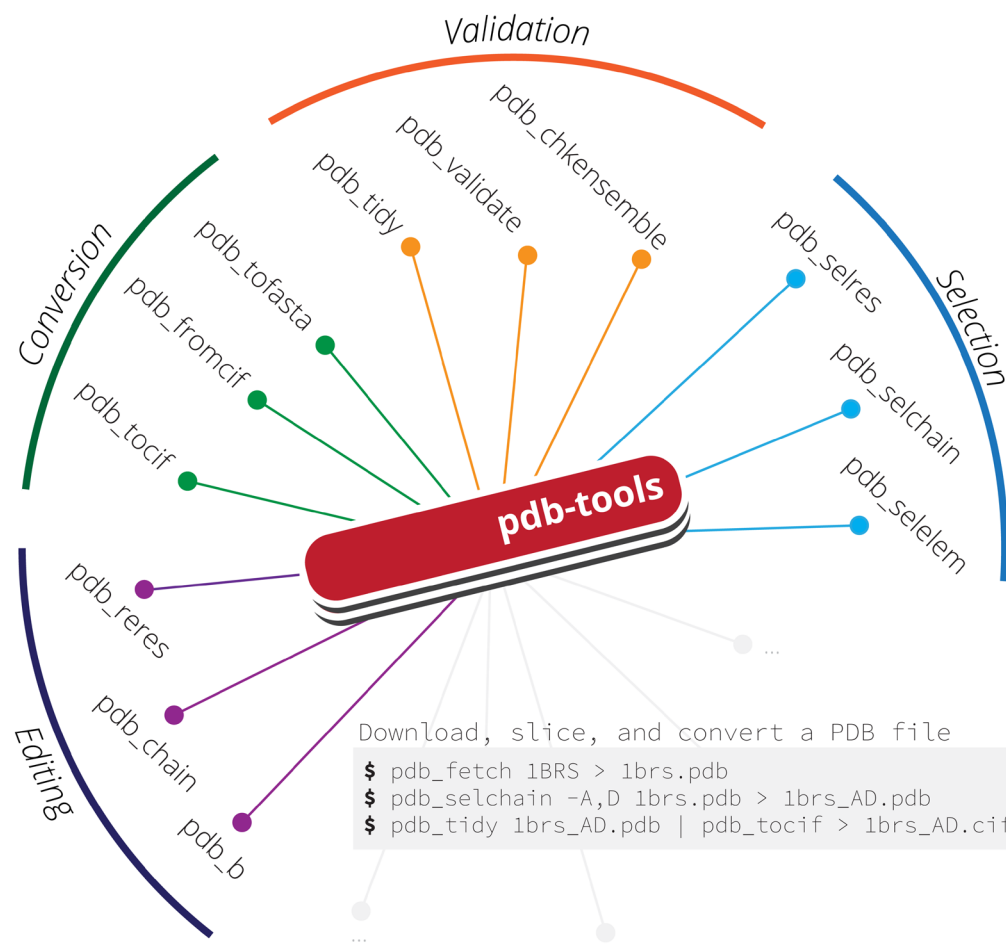 Validation
pdb_chkensemble
pdb_validate
pdb_tidy
Conversion
pdb_tofasta
pdb_fromcif
pdb_tocif
Selection
pdb_selres
pdb_selchain
pdb_selelem
pdb-tools
Editing
pdb_reres
pdb_chain
pdb_b
...
Download, slice, and convert a PDB file
$ pdb_fetch 1BRS > 1brs.pdb
$ pdb_selchain -A,D 1brs.pdb > 1brs_AD.pdb
$ pdb_tidy 1brs_AD.pdb | pdb_tocif > 1brs_AD.cif
...